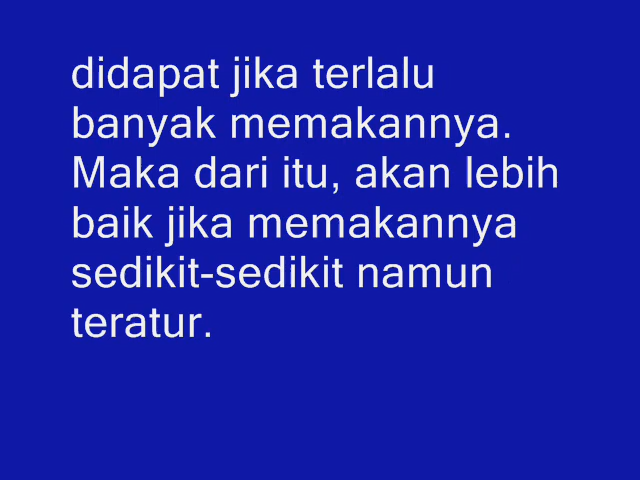 didapat jika terlalu
banyak memakannya.
Maka dari itu, akan lebih
baik jika memakannya
sedikit-sedikit namun
teratur.